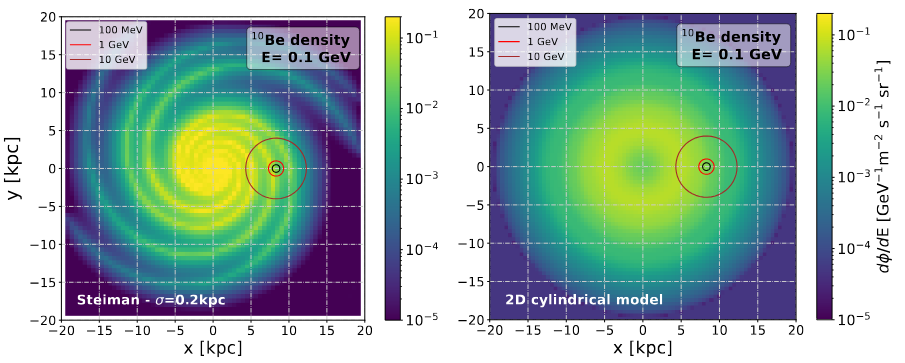 100 MeV
1 GeV
10 GeV
¹⁰Be density
E= 0.1 GeV
Steiman - σ=0.2kpc
y [kpc]
20
15
10
5
0
−5
−10
−15
−20
−20 −15 −10 −5 0 5 10 15 20
x [kpc]
10⁻¹
10⁻²
10⁻³
10⁻⁴
10⁻⁵
100 MeV
1 GeV
10 GeV
¹⁰Be density
E= 0.1 GeV
2D cylindrical model
20
15
10
5
0
−5
−10
−15
−20
−20 −15 −10 −5 0 5 10 15 20
x [kpc]
10⁻¹
10⁻²
10⁻³
10⁻⁴
10⁻⁵
dϕ/dE [GeV⁻¹m⁻² s⁻¹ sr⁻¹]